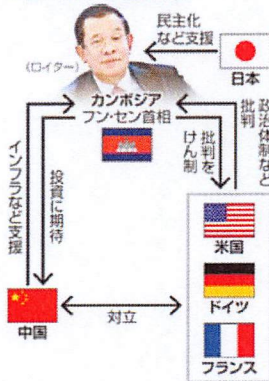 民主化
など支援
(ロイター)
日本
カンボジア
フン・セン首相
インフラなど支援
投資に期待
批判を
けん制
政治体制など
批判
米国
ドイツ
フランス
中国
対立